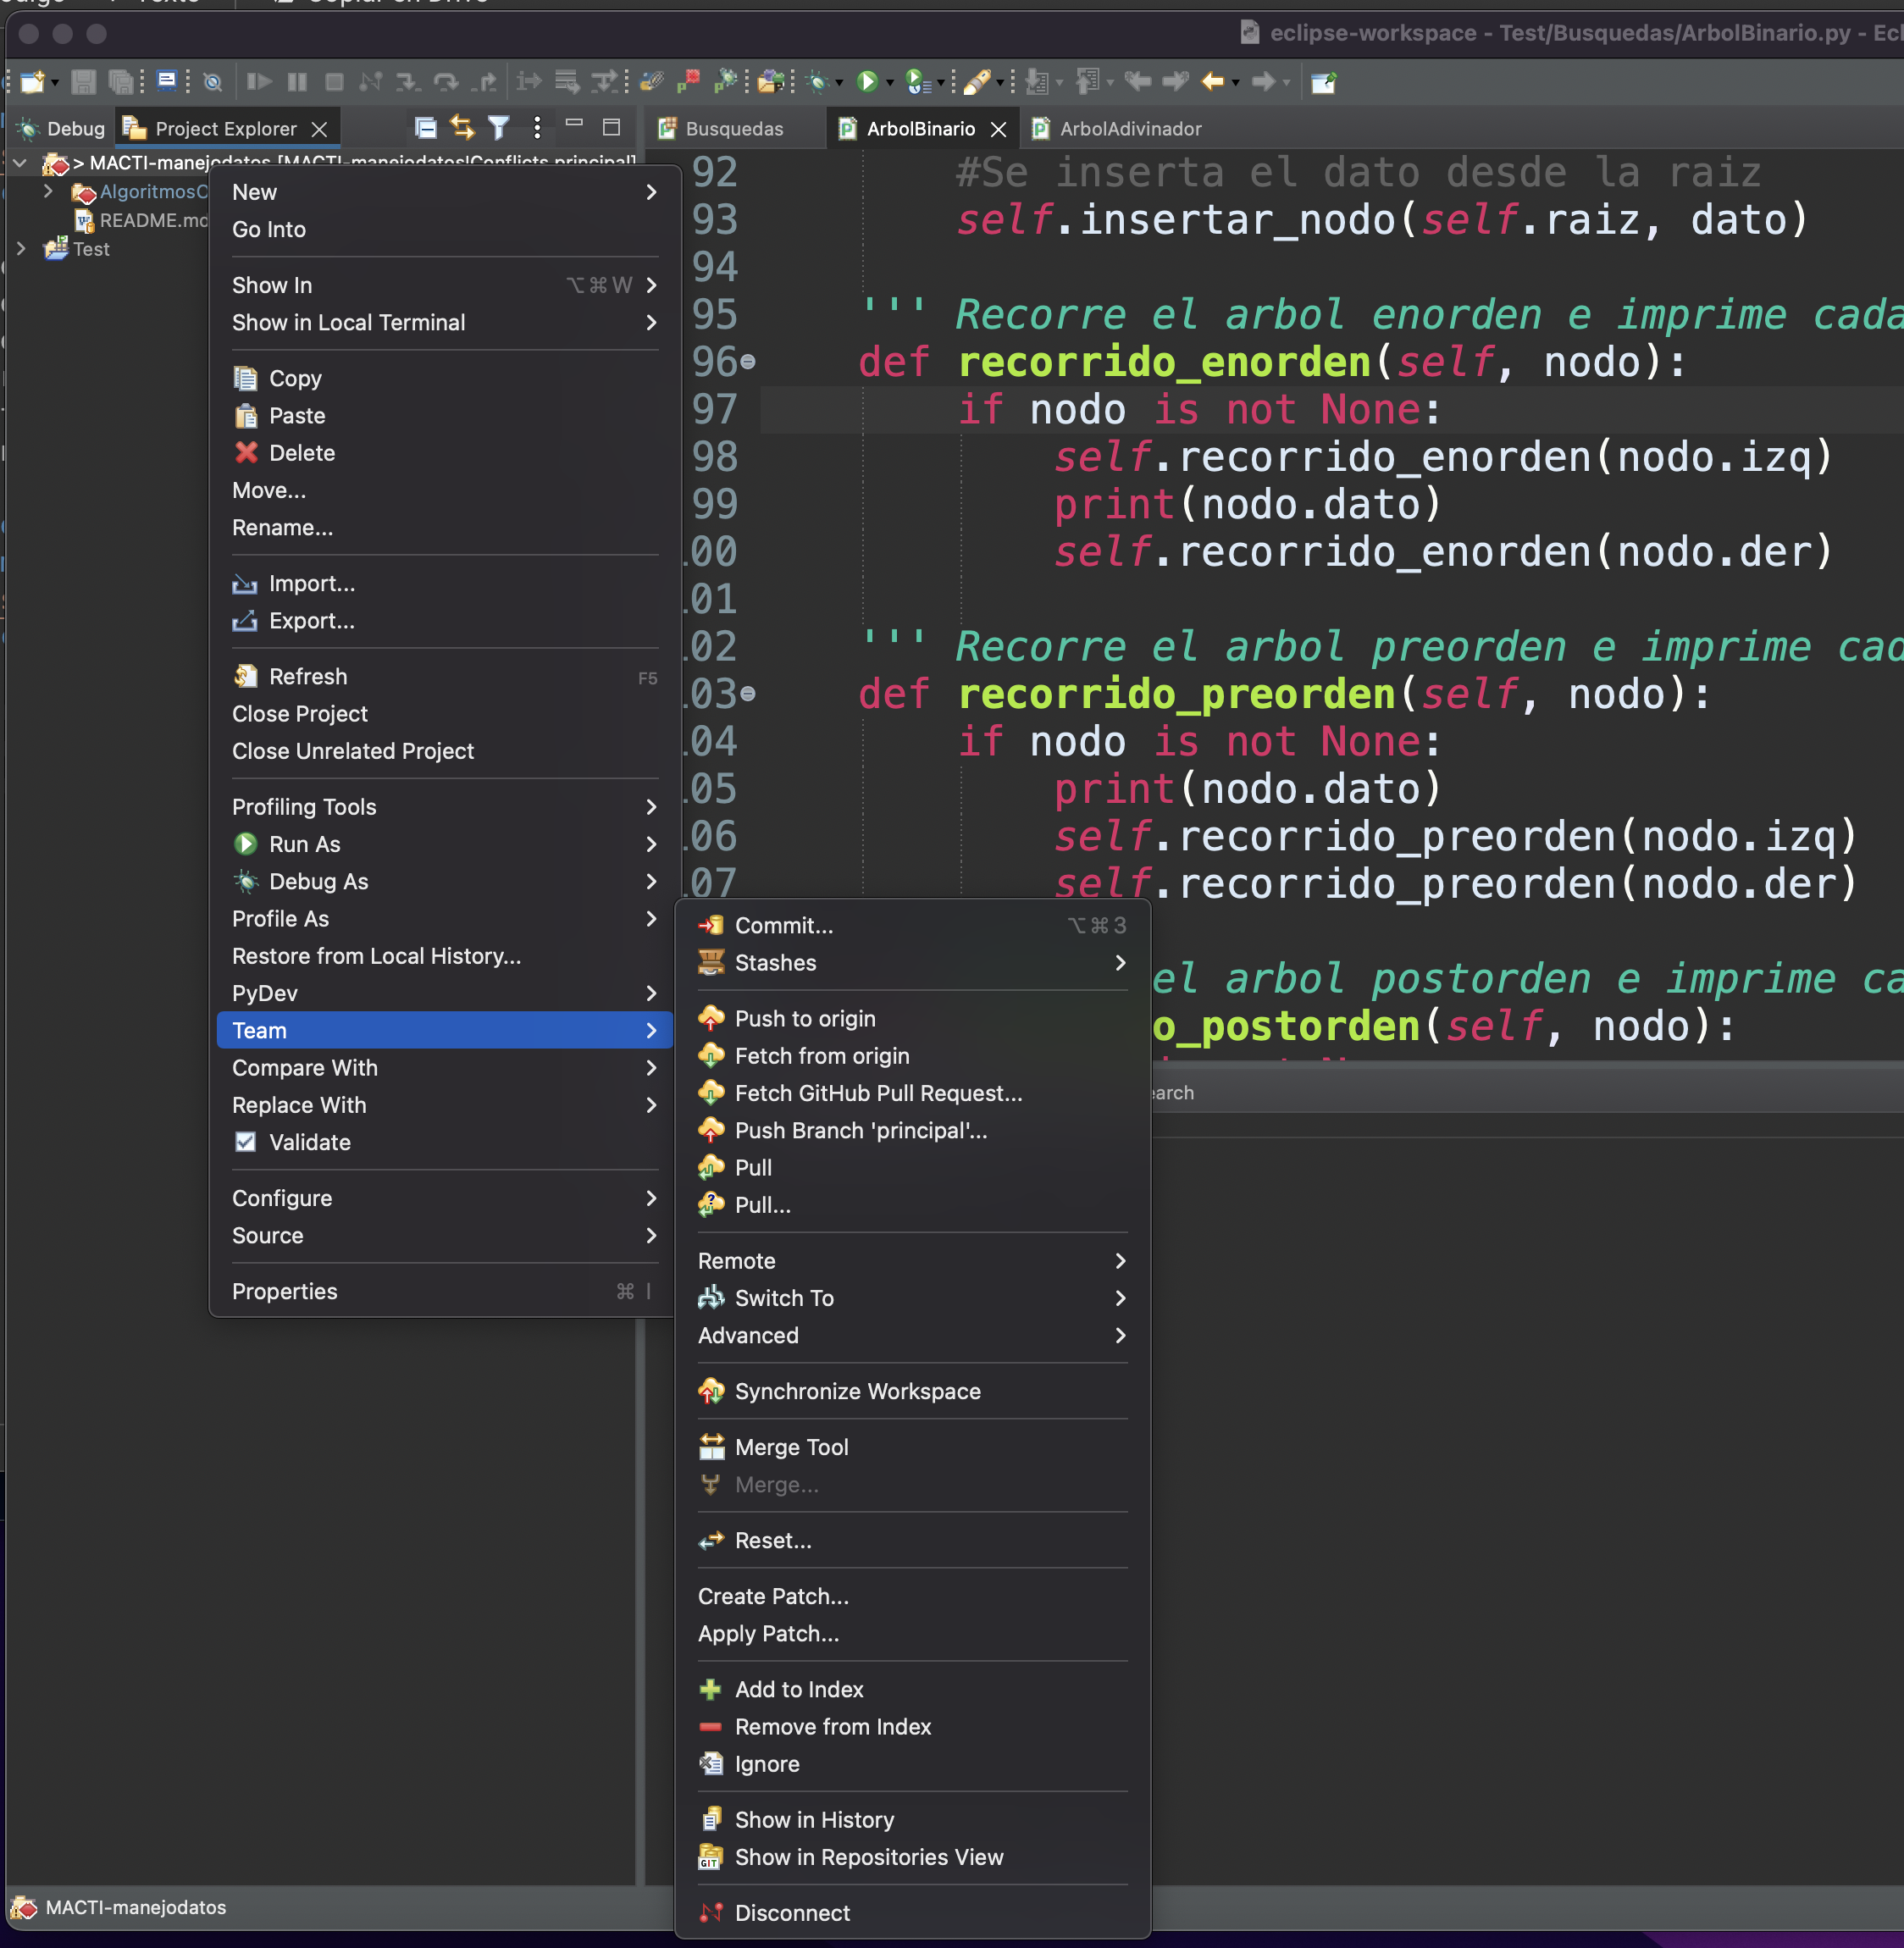 eclipse-workspace - Test/Busquedas/ArbolBinario.py - Ecl
Debug
Project Explorer
Busquedas
ArbolBinario
ArbolAdivinador
> MACTI-manejodatos [MACTI-manejodatos|Conflicts principal]
AlgoritmosC
README.md
Test
New
Go Into
Show In ⌥⌘W
Show in Local Terminal
Copy
Paste
Delete
Move...
Rename...
Import...
Export...
Refresh F5
Close Project
Close Unrelated Project
Profiling Tools
Run As
Debug As
Profile As
Restore from Local History...
PyDev
Team
Compare With
Replace With
Validate
Configure
Source
Properties ⌘ I
92 #Se inserta el dato desde la raiz
93 self.insertar_nodo(self.raiz, dato)
94
95 ''' Recorre el arbol enorden e imprime cada
96 def recorrido_enorden(self, nodo):
97 if nodo is not None:
98 self.recorrido_enorden(nodo.izq)
99 print(nodo.dato)
00 self.recorrido_enorden(nodo.der)
01
02 ''' Recorre el arbol preorden e imprime cad
03 def recorrido_preorden(self, nodo):
04 if nodo is not None:
05 print(nodo.dato)
06 self.recorrido_preorden(nodo.izq)
07 self.recorrido_preorden(nodo.der)
el arbol postorden e imprime ca
o_postorden(self, nodo):
earch
Commit... ⌥⌘3
Stashes
Push to origin
Fetch from origin
Fetch GitHub Pull Request...
Push Branch 'principal'...
Pull
Pull...
Remote
Switch To
Advanced
Synchronize Workspace
Merge Tool
Merge...
Reset...
Create Patch...
Apply Patch...
Add to Index
Remove from Index
Ignore
Show in History
Show in Repositories View
Disconnect
MACTI-manejodatos